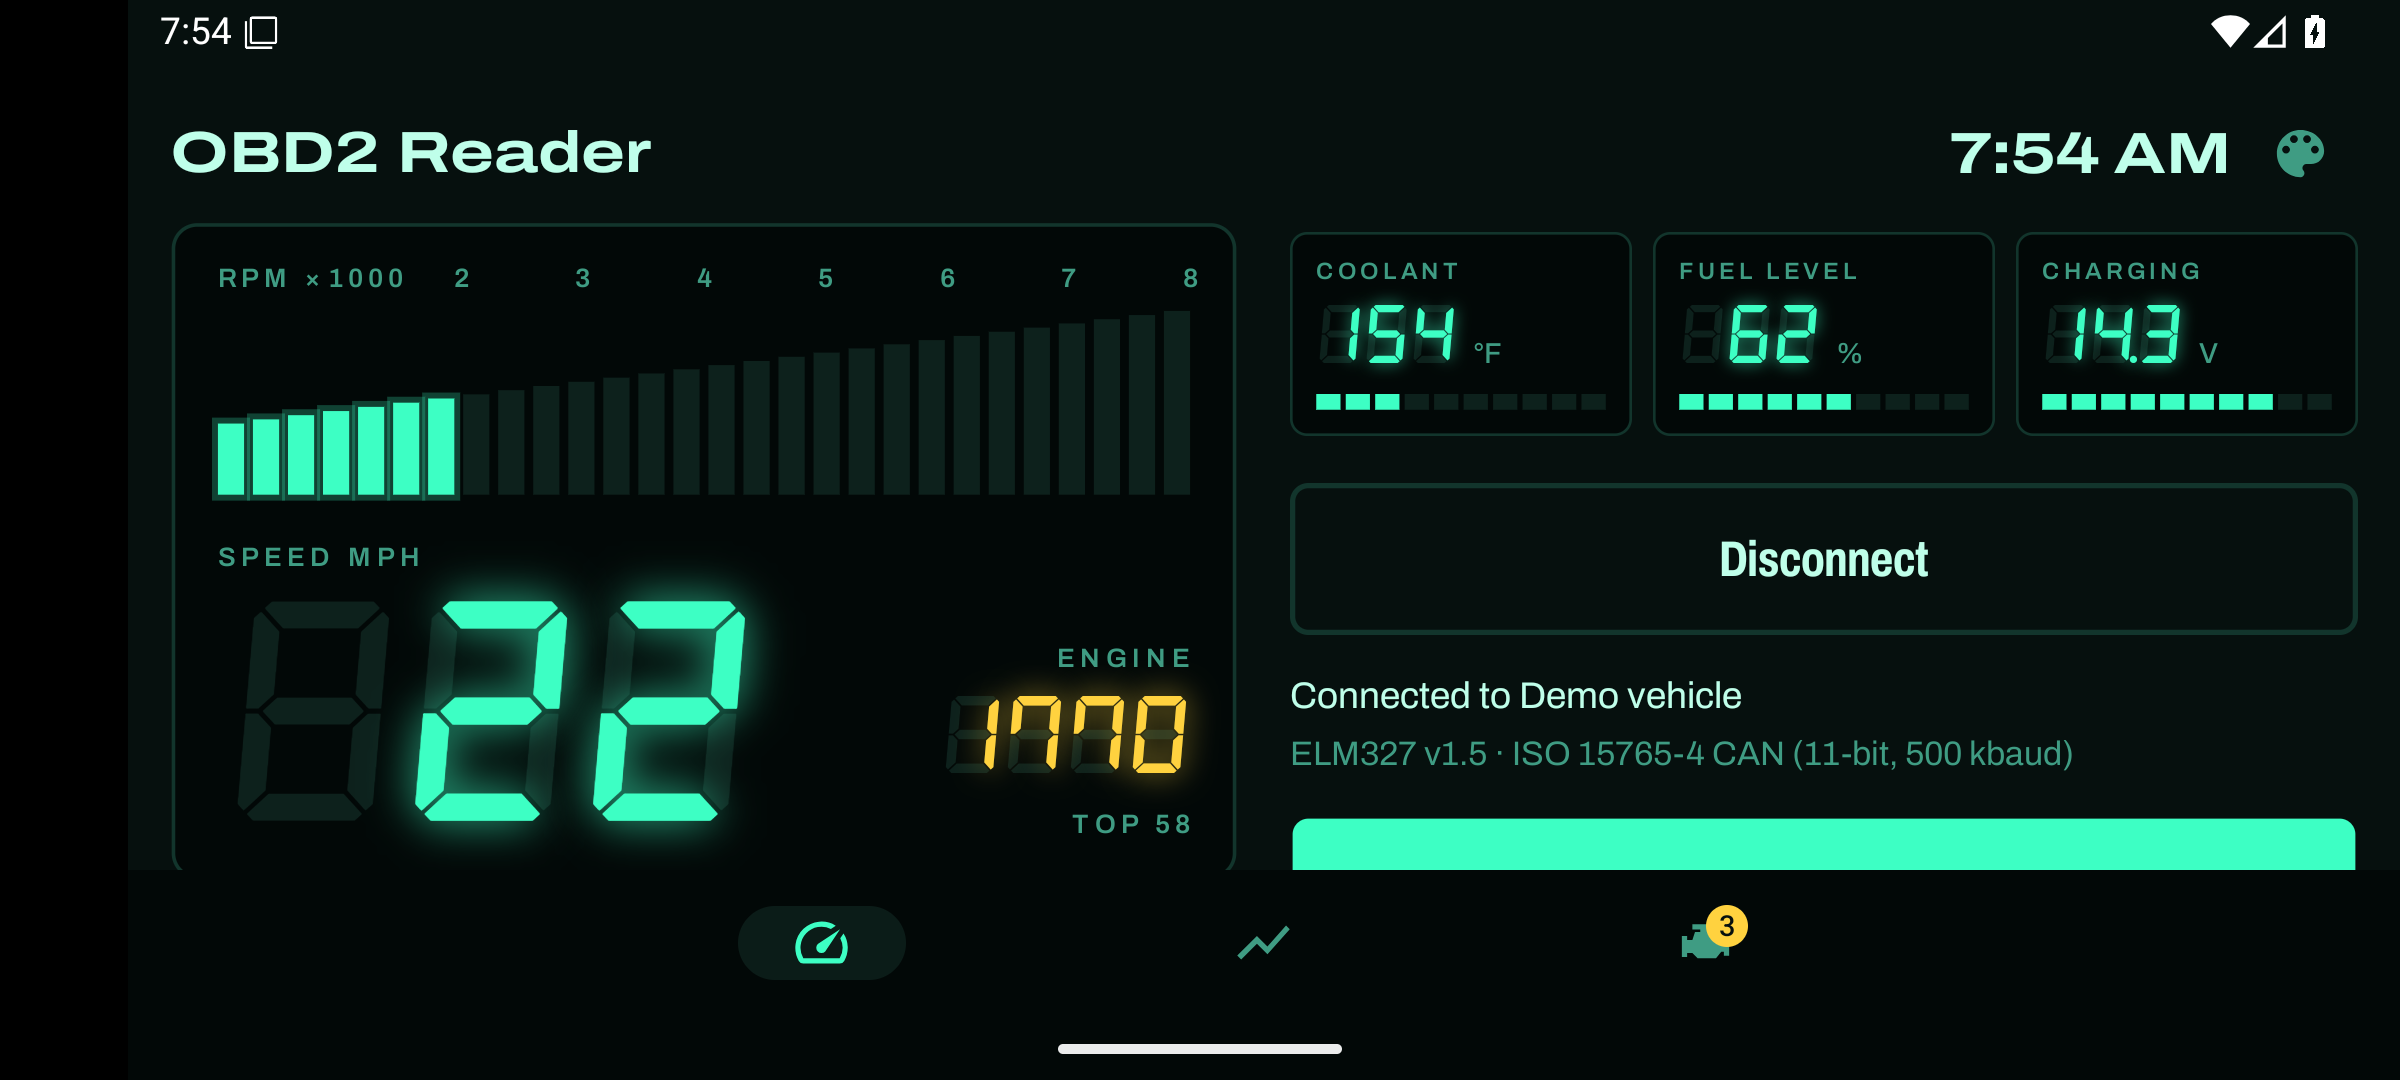 7:54
OBD2 Reader
7:54 AM
RPM ×1000 2 3 4 5 6 7 8
SPEED MPH
22
ENGINE
1770
TOP 58
COOLANT
154 °F
FUEL LEVEL
62 %
CHARGING
14.3 V
Disconnect
Connected to Demo vehicle
ELM327 v1.5 · ISO 15765-4 CAN (11-bit, 500 kbaud)
3